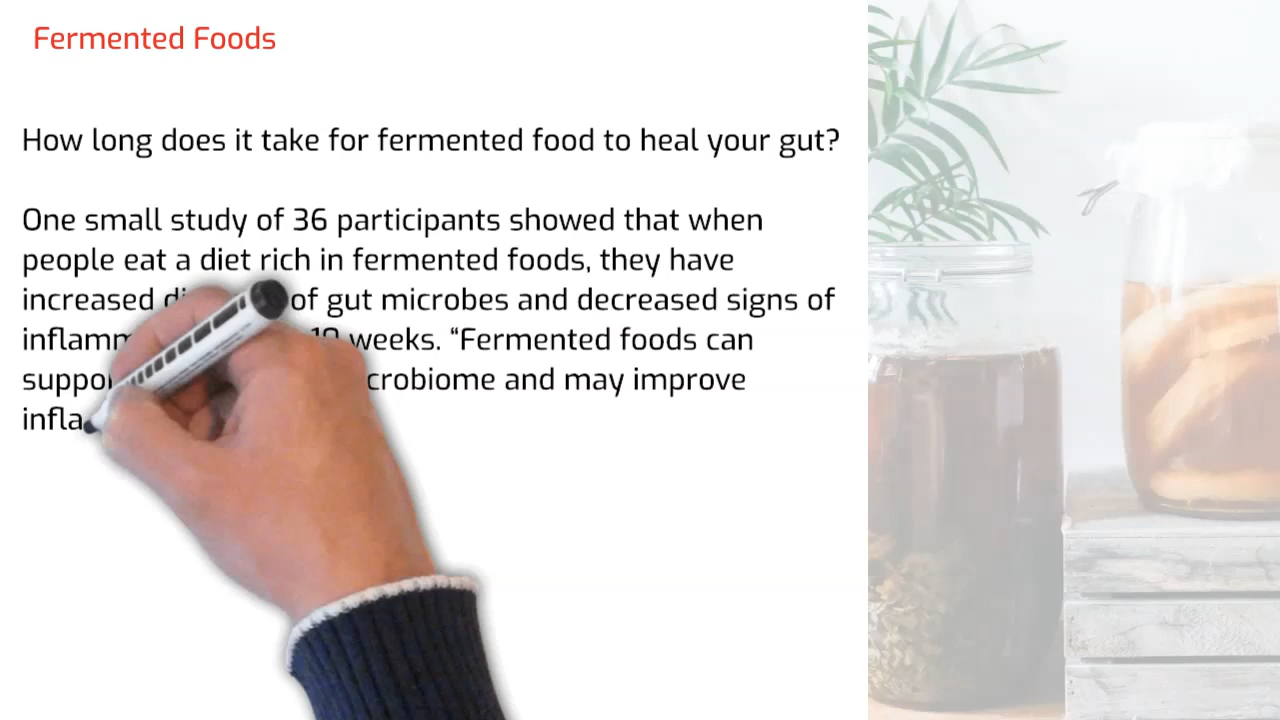 Fermented Foods
How long does it take for fermented food to heal your gut?
One small study of 36 participants showed that when
people eat a diet rich in fermented foods, they have
increased of gut microbes and decreased signs of
weeks. “Fermented foods can
and may improve